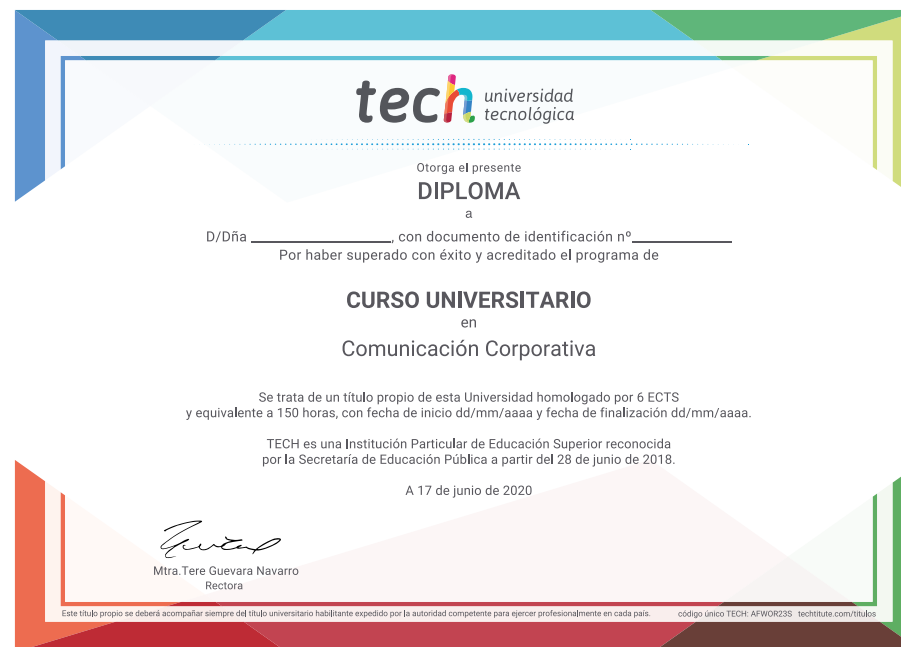 tech universidad
tecnológica
Otorga el presente
DIPLOMA
a
D/Dña ____________________, con documento de identificación nº______________
Por haber superado con éxito y acreditado el programa de
CURSO UNIVERSITARIO
en
Comunicación Corporativa
Se trata de un título propio de esta Universidad homologado por 6 ECTS
y equivalente a 150 horas, con fecha de inicio dd/mm/aaaa y fecha de finalización dd/mm/aaaa.
TECH es una Institución Particular de Educación Superior reconocida
por la Secretaría de Educación Pública a partir del 28 de junio de 2018.
A 17 de junio de 2020
Mtra.Tere Guevara Navarro
Rectora
Este título propio se deberá acompañar siempre del título universitario habilitante expedido por la autoridad competente para ejercer profesionalmente en cada país. código único TECH: AFWOR23S techtitute.com/titulos